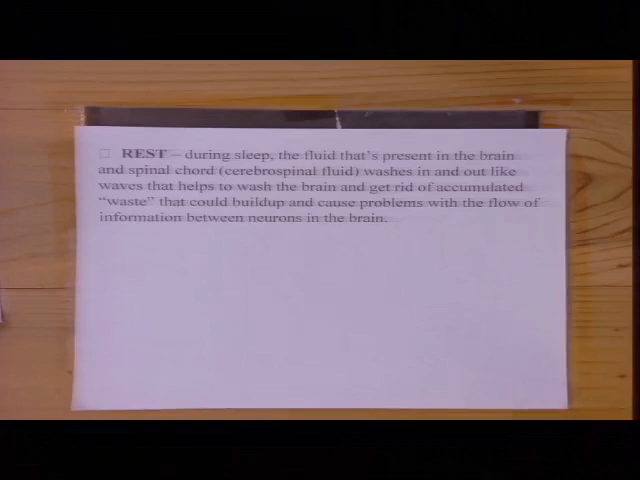 □ REST – during sleep, the fluid that's present in the brain
and spinal chord (cerebrospinal fluid) washes in and out like
waves that helps to wash the brain and get rid of accumulated
“waste” that could buildup and cause problems with the flow of
information between neurons in the brain.